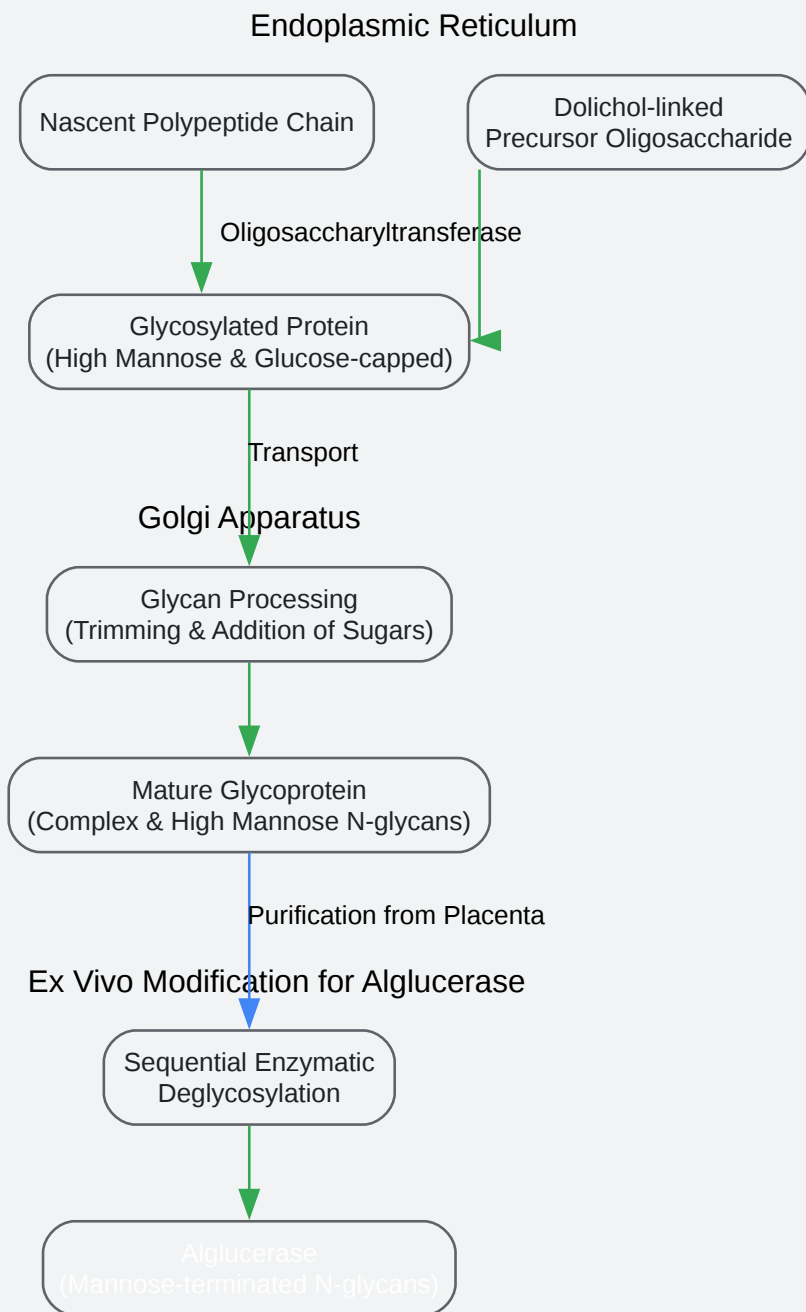 Endoplasmic Reticulum
Nascent Polypeptide Chain
Dolichol-linked
Precursor Oligosaccharide
Oligosaccharyltransferase
Glycosylated Protein
(High Mannose & Glucose-capped)
Transport
Golgi Apparatus
Glycan Processing
(Trimming & Addition of Sugars)
Mature Glycoprotein
(Complex & High Mannose N-glycans)
Purification from Placenta
Ex Vivo Modification for Alglucerase
Sequential Enzymatic
Deglycosylation
Alglucerase
(Mannose-terminated N-glycans)